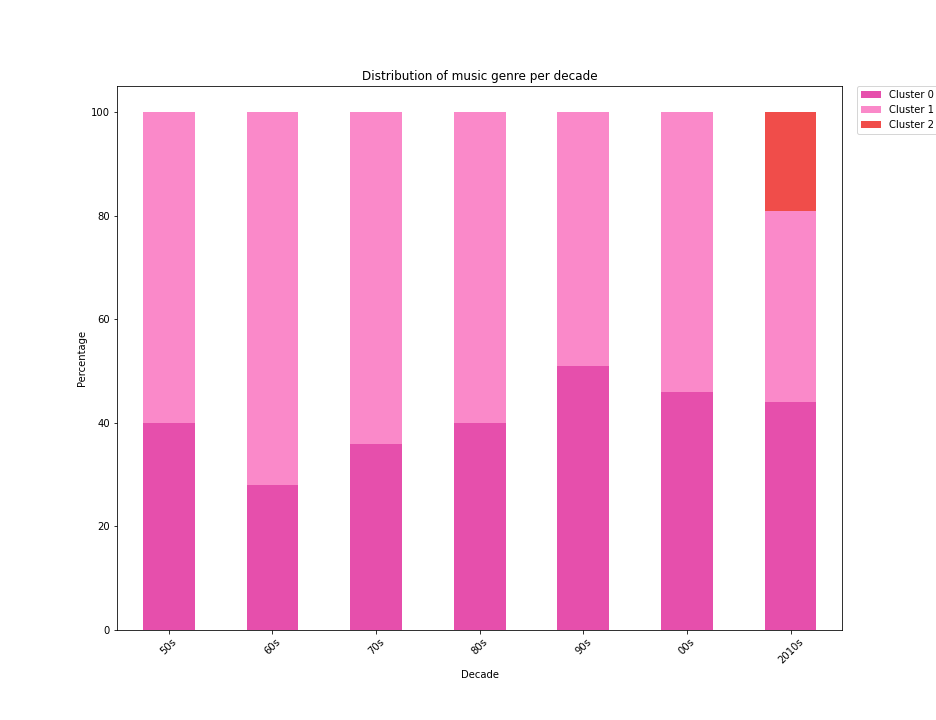 Distribution of music genre per decade
Cluster 0
Cluster 1
Cluster 2
100
80
60
40
20
0
Percentage
50s
60s
70s
80s
90s
00s
2010s
Decade